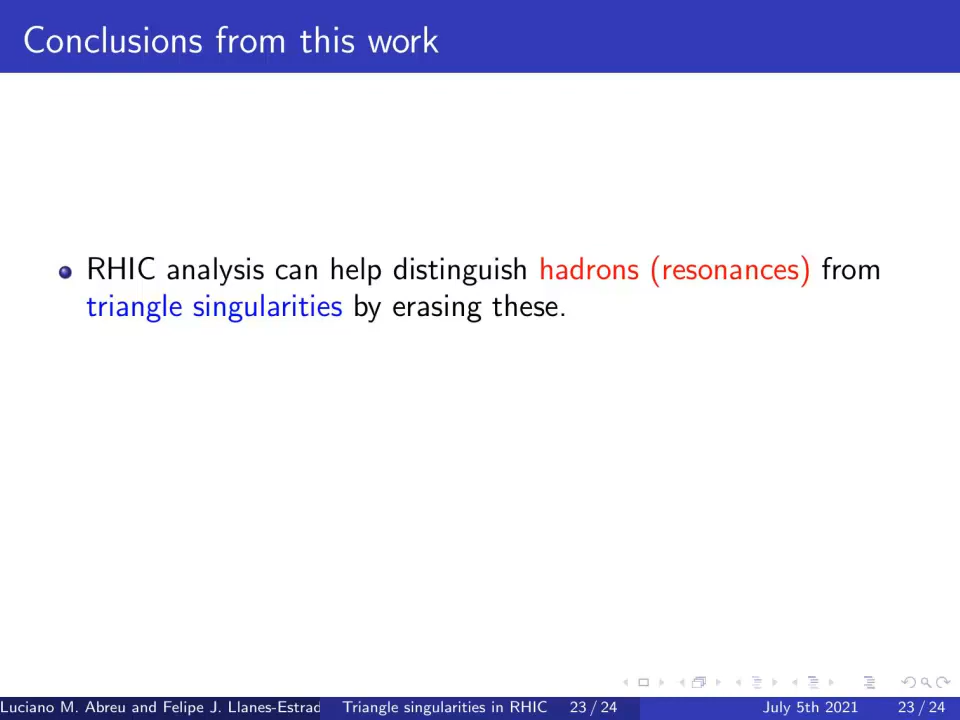 Conclusions from this work
RHIC analysis can help distinguish hadrons (resonances) from
triangle singularities by erasing these.
Luciano M. Abreu and Felipe J. Llanes-Estrad
Triangle singularities in RHIC 23 / 24
July 5th 2021 23 / 24